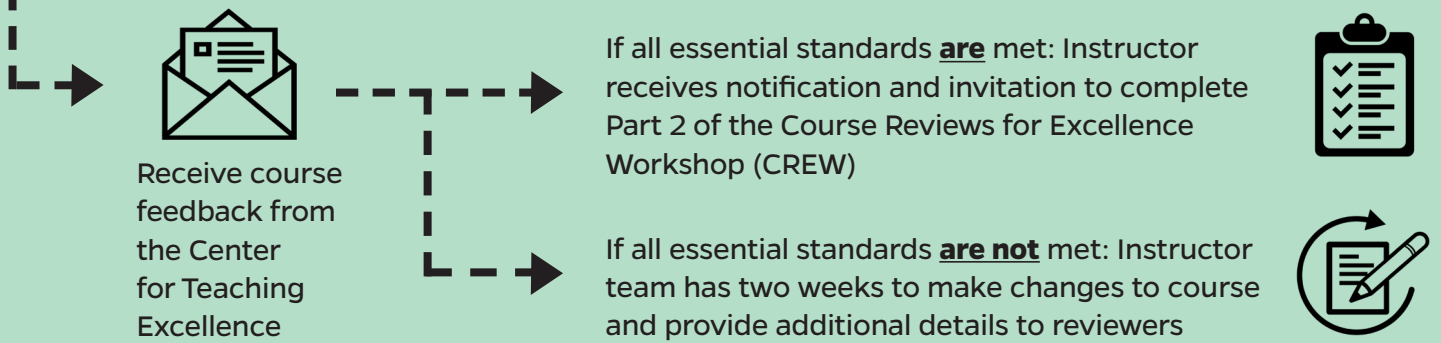 Receive course
feedback from
the Center
for Teaching
Excellence
If all essential standards are met: Instructor
receives notification and invitation to complete
Part 2 of the Course Reviews for Excellence
Workshop (CREW)
If all essential standards are not met: Instructor
team has two weeks to make changes to course
and provide additional details to reviewers